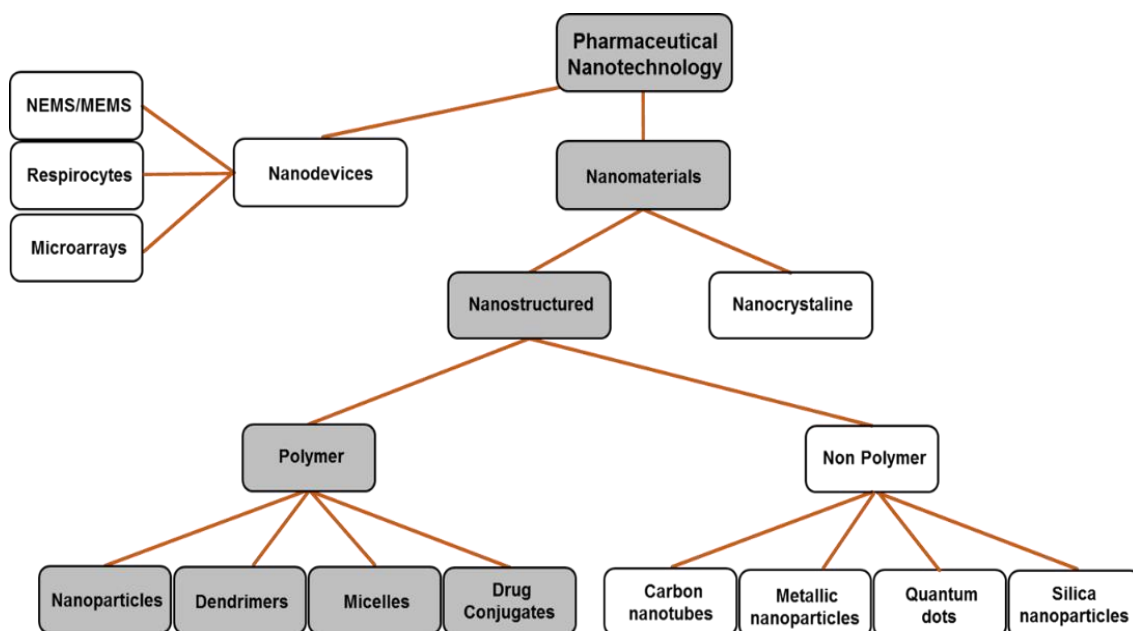 Pharmaceutical
Nanotechnology
NEMS/MEMS
Respirocytes
Microarrays
Nanodevices
Nanomaterials
Nanostructured
Nanocrystaline
Polymer
Non Polymer
Nanoparticles
Dendrimers
Micelles
Drug
Conjugates
Carbon
nanotubes
Metallic
nanoparticles
Quantum
dots
Silica
nanoparticles